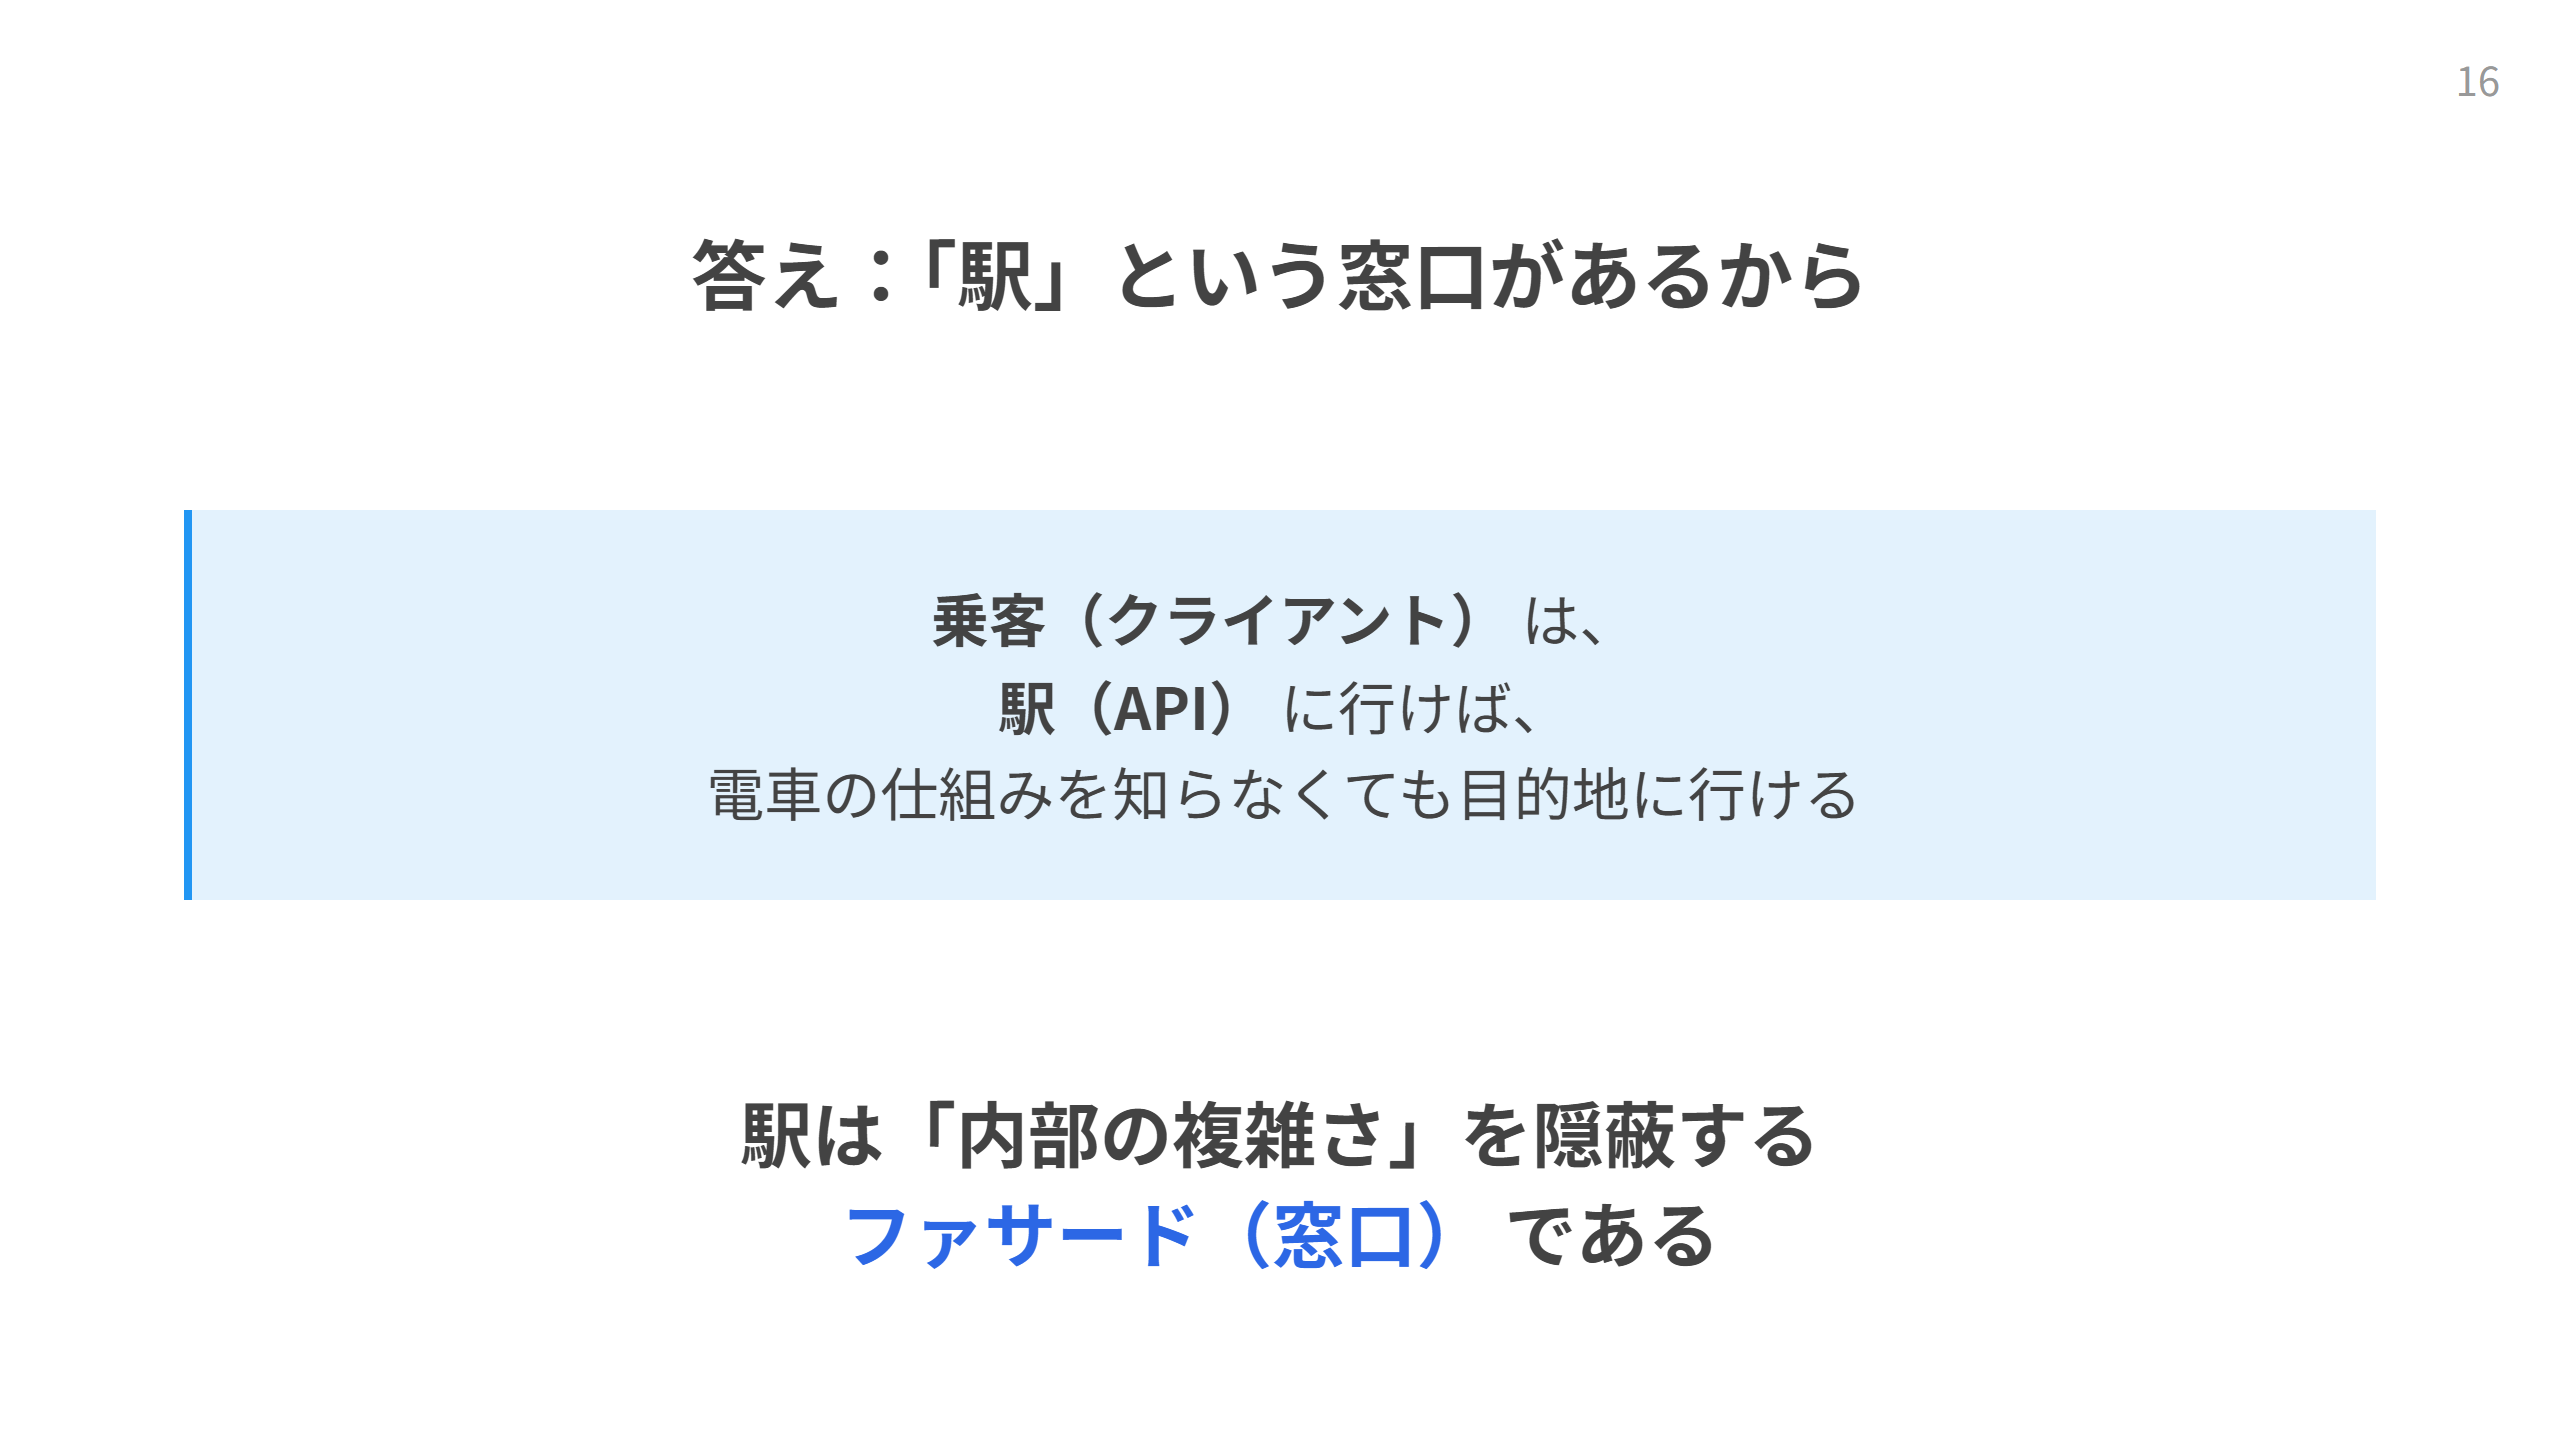 16
答え：「駅」という窓口があるから
乗客（クライアント） は、
駅（API） に行けば、
電車の仕組みを知らなくても目的地に行ける
駅は「内部の複雑さ」を隠蔽する
ファサード（窓口） である